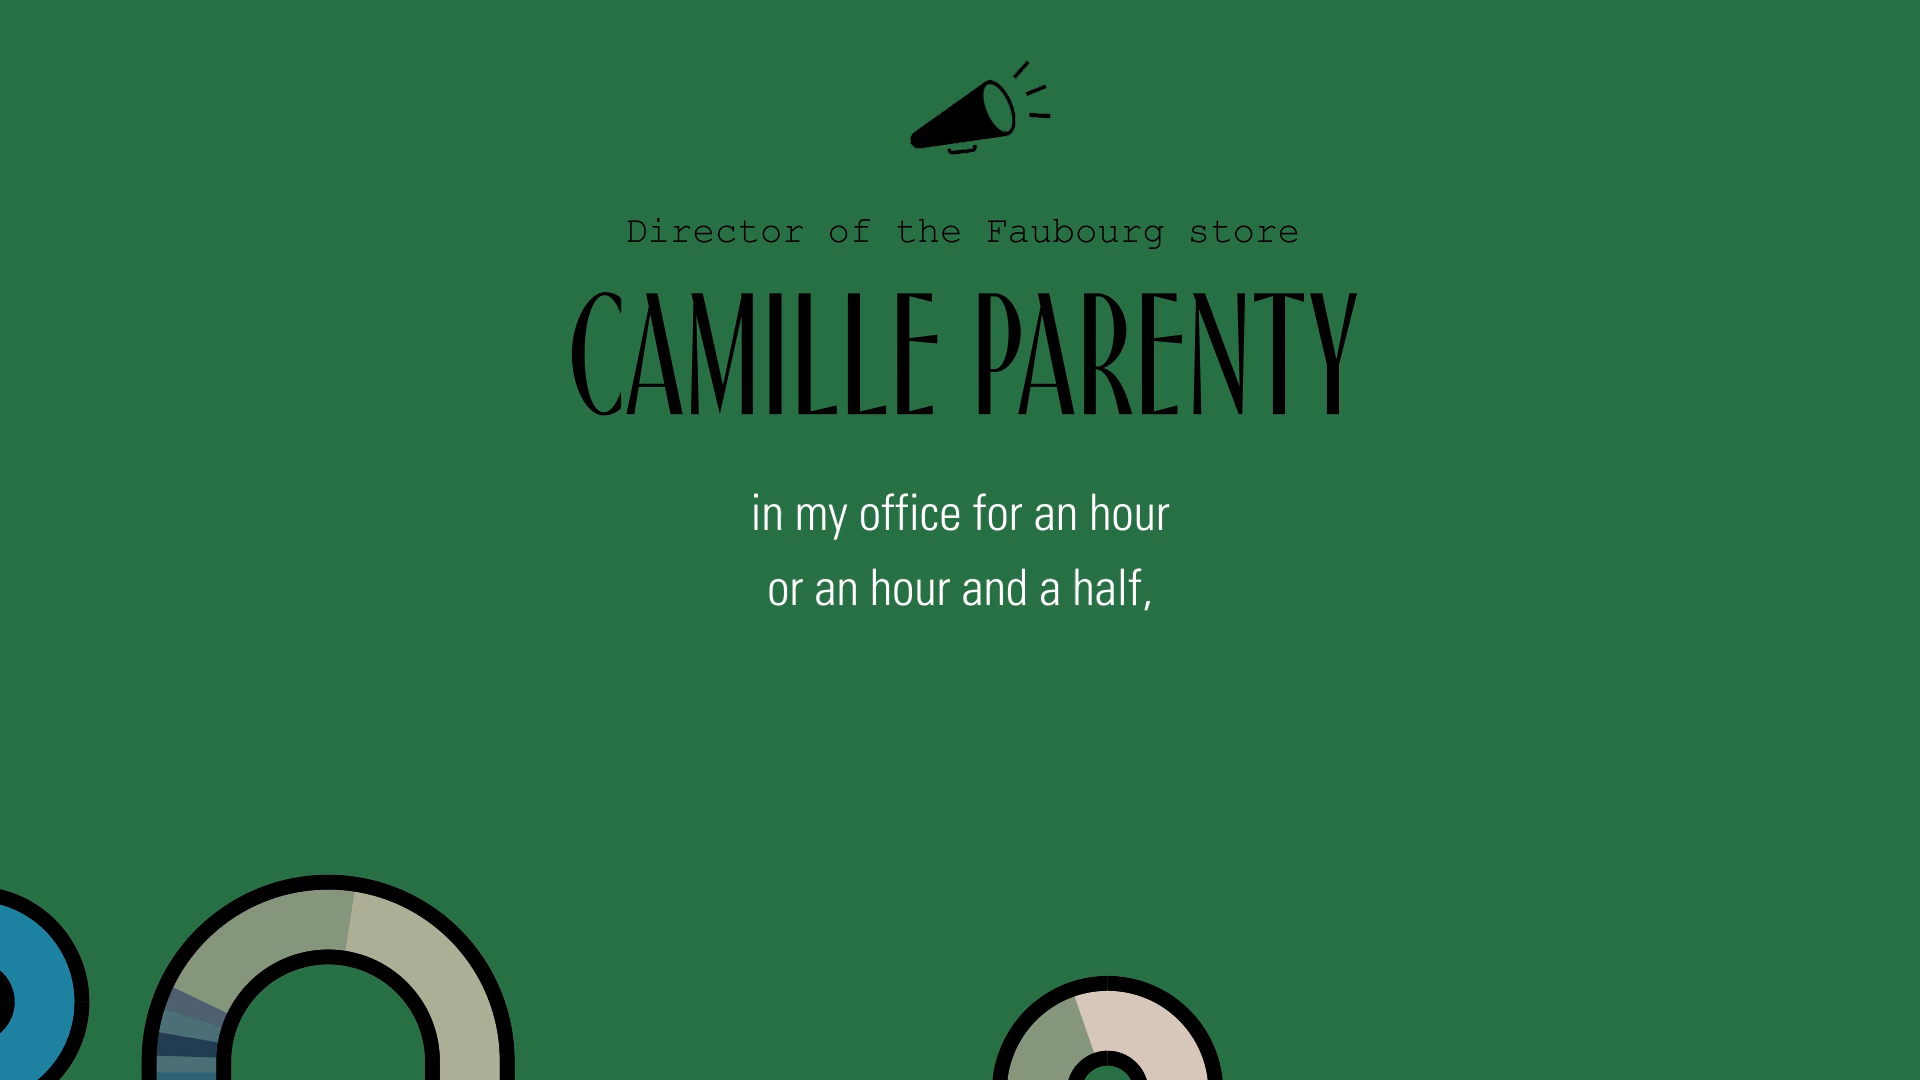 Director of the Faubourg store
CAMILLE PARENTY
in my office for an hour
or an hour and a half,